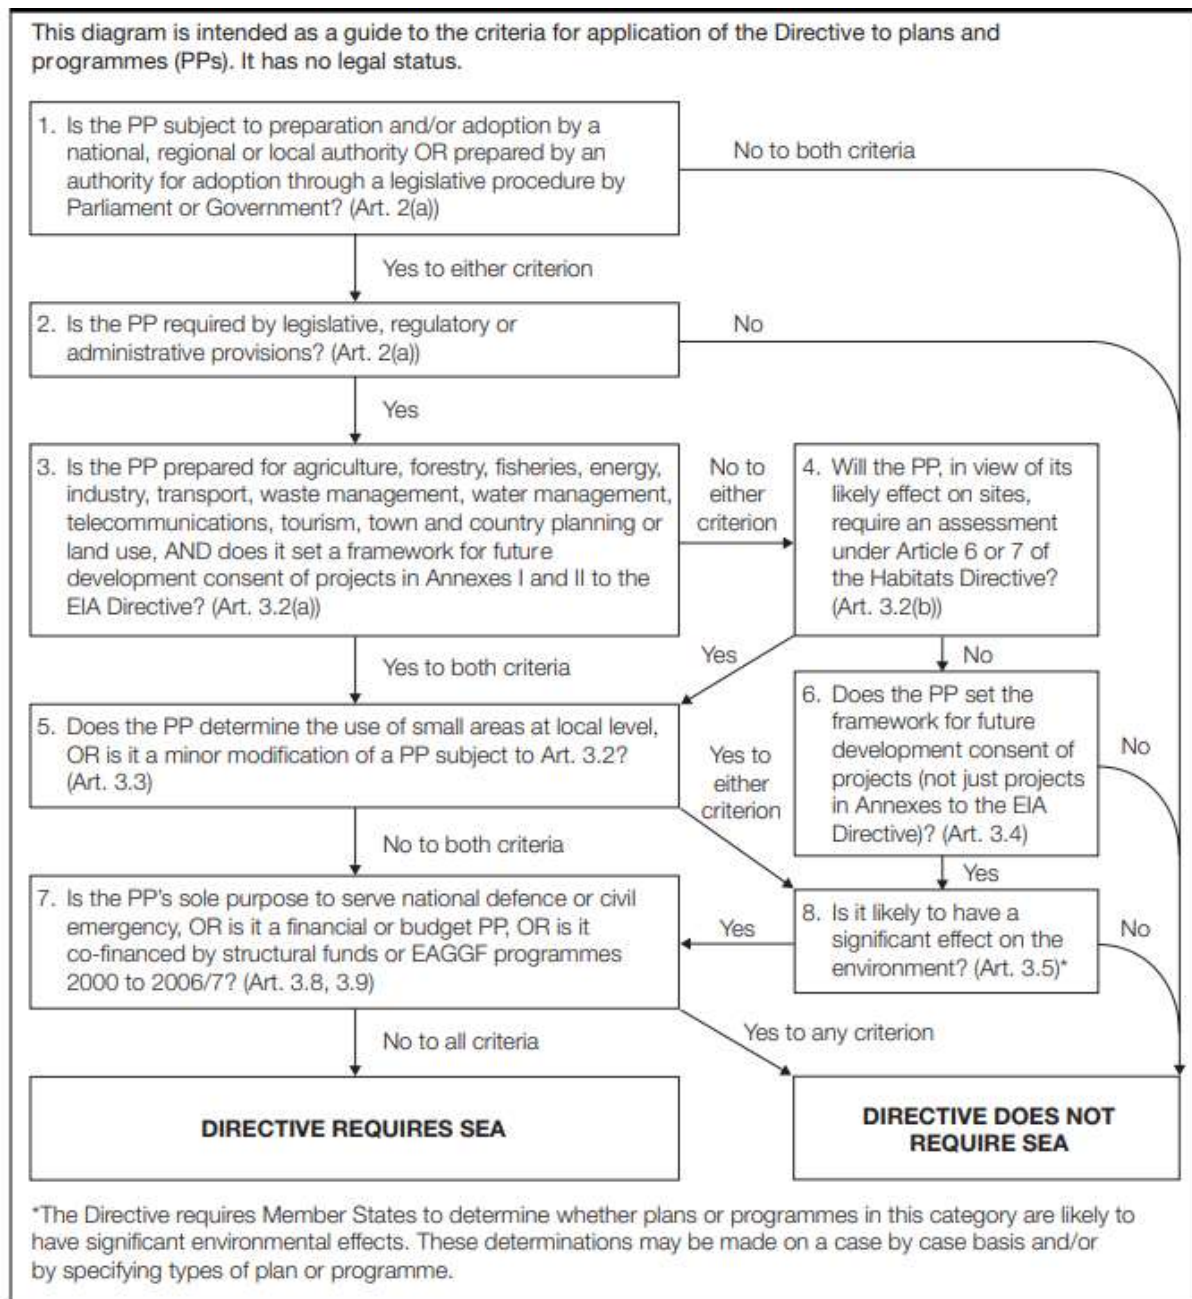 This diagram is intended as a guide to the criteria for application of the Directive to plans and
programmes (PPs). It has no legal status.
1. Is the PP subject to preparation and/or adoption by a
national, regional or local authority OR prepared by an
authority for adoption through a legislative procedure by
Parliament or Government? (Art. 2(a))
No to both criteria
Yes to either criterion
2. Is the PP required by legislative, regulatory or
administrative provisions? (Art. 2(a))
No
Yes
3. Is the PP prepared for agriculture, forestry, fisheries, energy,
industry, transport, waste management, water management,
telecommunications, tourism, town and country planning or
land use, AND does it set a framework for future
development consent of projects in Annexes I and II to the
EIA Directive? (Art. 3.2(a))
No to
either
criterion
4. Will the PP, in view of its
likely effect on sites,
require an assessment
under Article 6 or 7 of
the Habitats Directive?
(Art. 3.2(b))
Yes to both criteria
Yes
No
5. Does the PP determine the use of small areas at local level,
OR is it a minor modification of a PP subject to Art. 3.2?
(Art. 3.3)
Yes to
either
criterion
6. Does the PP set the
framework for future
development consent of
projects (not just projects
in Annexes to the EIA
Directive)? (Art. 3.4)
No
No to both criteria
Yes
7. Is the PP's sole purpose to serve national defence or civil
emergency, OR is it a financial or budget PP, OR is it
co-financed by structural funds or EAGGF programmes
2000 to 2006/7? (Art. 3.8, 3.9)
Yes
8. Is it likely to have a
significant effect on the
environment? (Art. 3.5)*
No
No to all criteria
Yes to any criterion
DIRECTIVE REQUIRES SEA
DIRECTIVE DOES NOT
REQUIRE SEA
*The Directive requires Member States to determine whether plans or programmes in this category are likely to
have significant environmental effects. These determinations may be made on a case by case basis and/or
by specifying types of plan or programme.